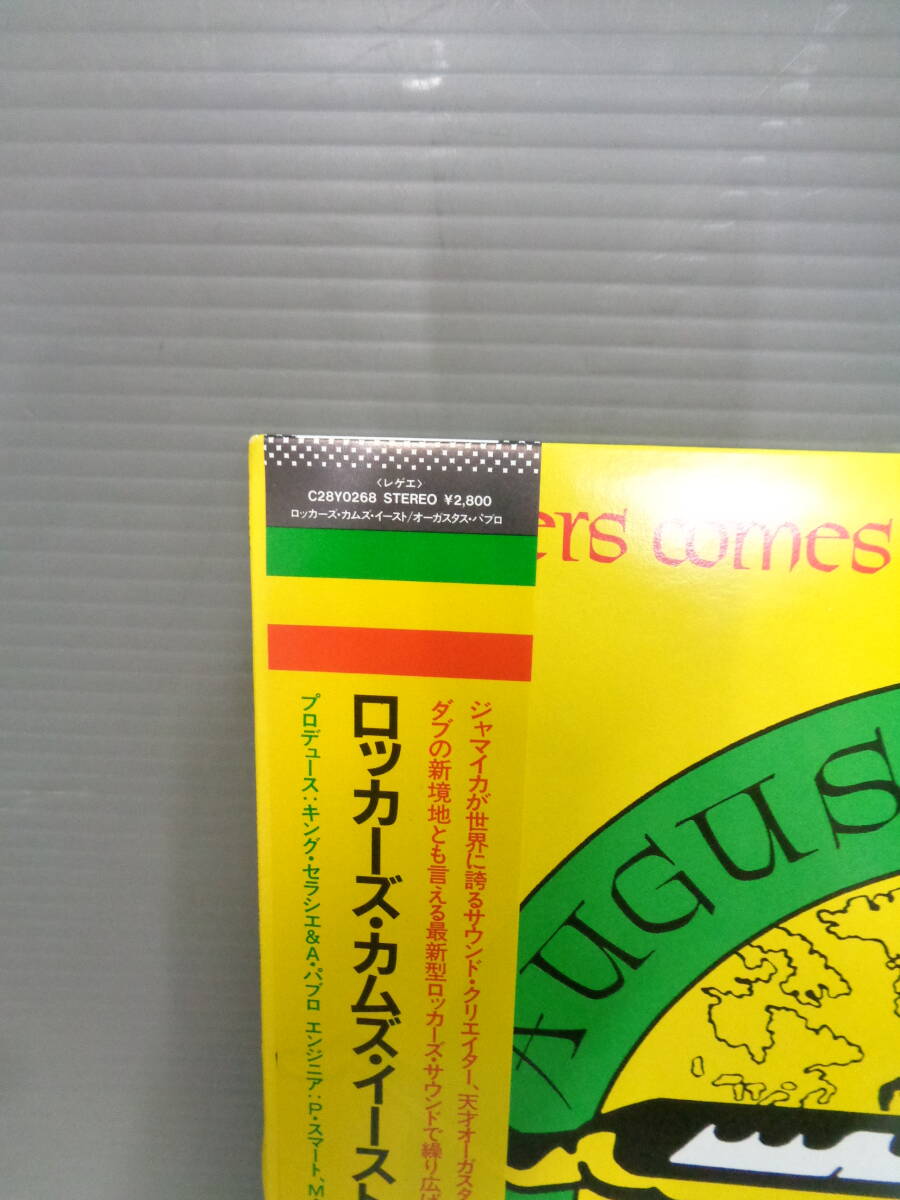 〈レゲエ〉
C28Y0268 STEREO ¥2,800
ロッカーズ・カムズ・イースト/オーガスタス・パブロ
ers comes
ジャマイカが世界に誇るサウンド・クリエイター、天才オーガスタ
ダブの新境地とも言える最新型ロッカーズ・サウンドで繰り広げ
ロッカーズ・カムズ・イースト
プロデュース:キング・セラシエ&A・パブロ エンジニア:P・スマート、M・
AUGUS